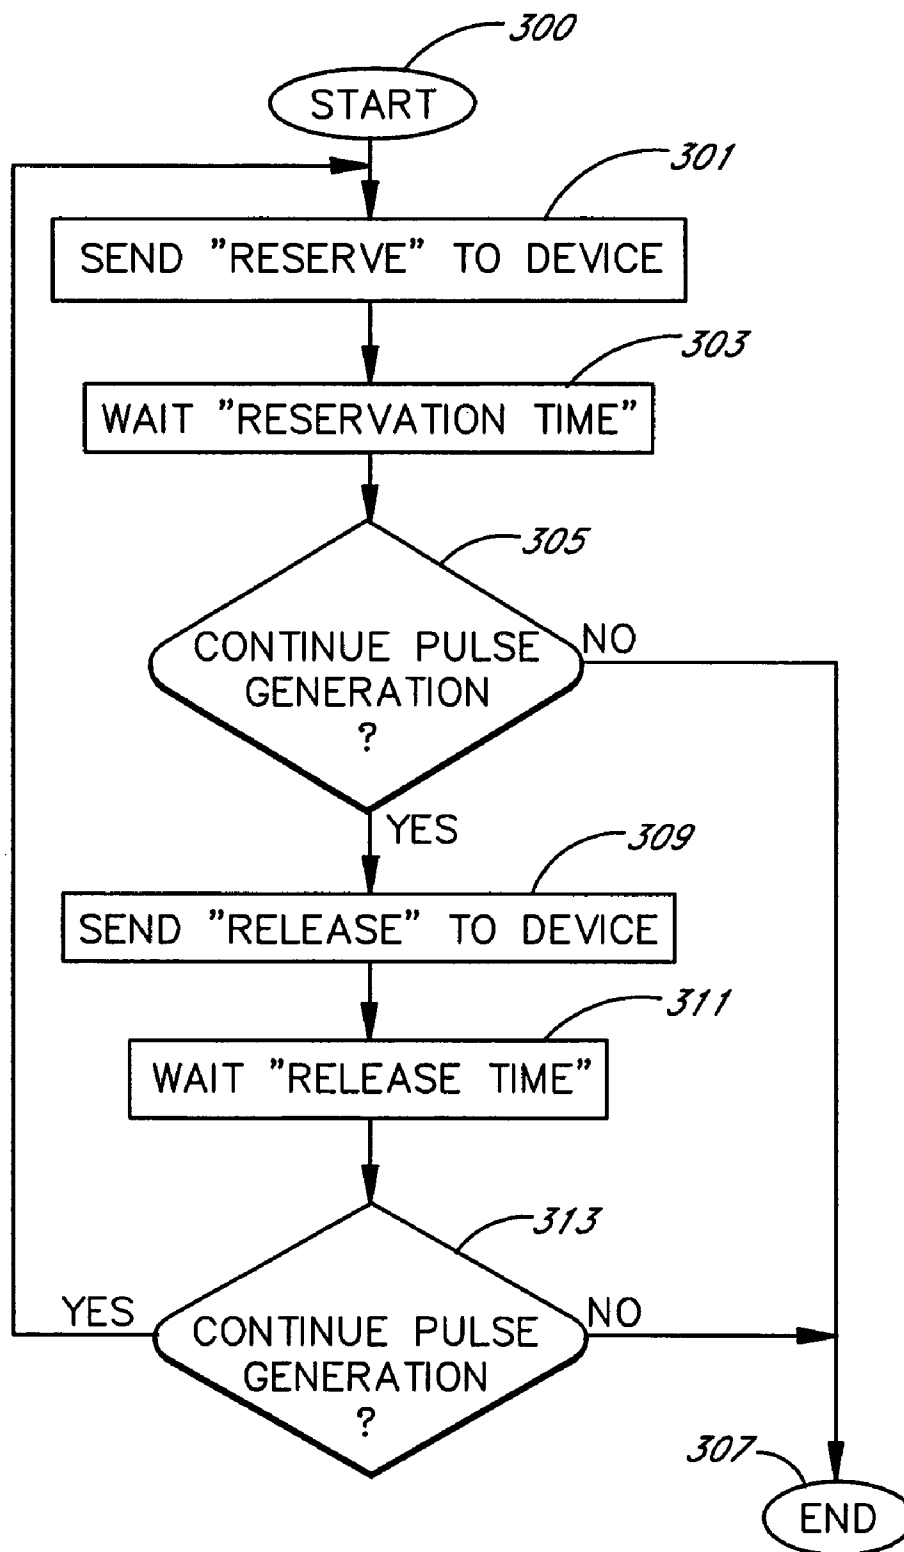 300
START
301
SEND "RESERVE" TO DEVICE
303
WAIT "RESERVATION TIME"
305
CONTINUE PULSE
GENERATION
?
NO
YES
309
SEND "RELEASE" TO DEVICE
311
WAIT "RELEASE TIME"
313
YES
CONTINUE PULSE
GENERATION
?
NO
307
END